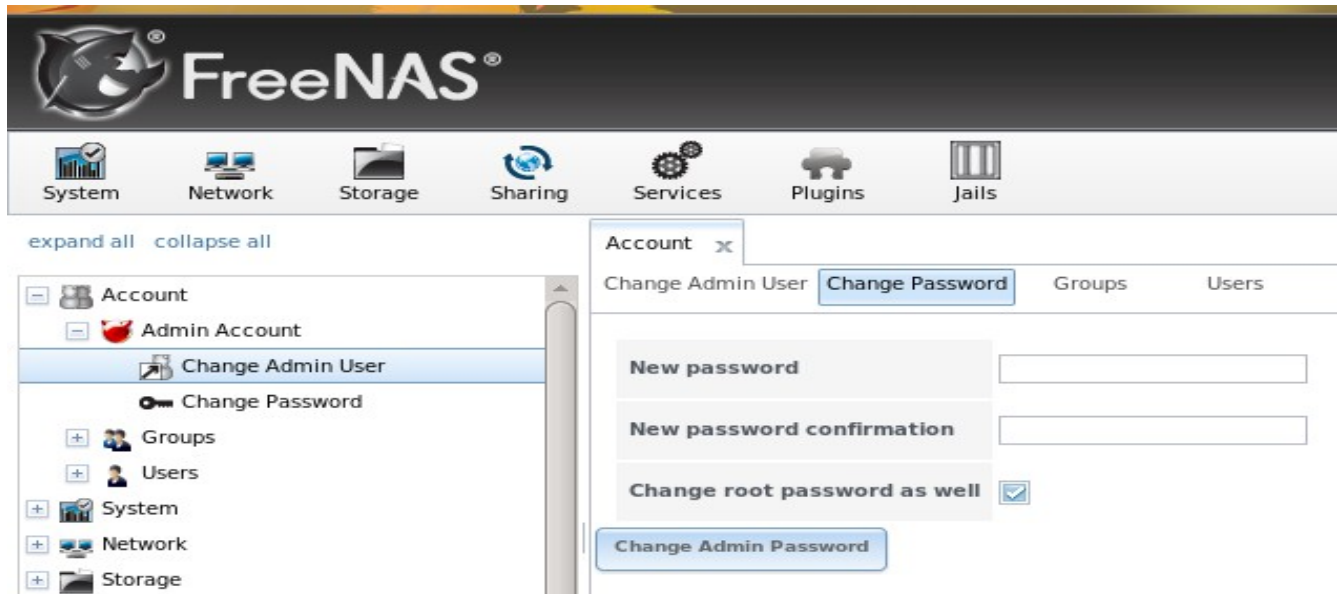 FreeNAS®
System Network Storage Sharing Services Plugins Jails
expand all collapse all
Account
Admin Account
Change Admin User
Change Password
Groups
Users
System
Network
Storage
Account x
Change Admin User Change Password Groups Users
New password
New password confirmation
Change root password as well
Change Admin Password